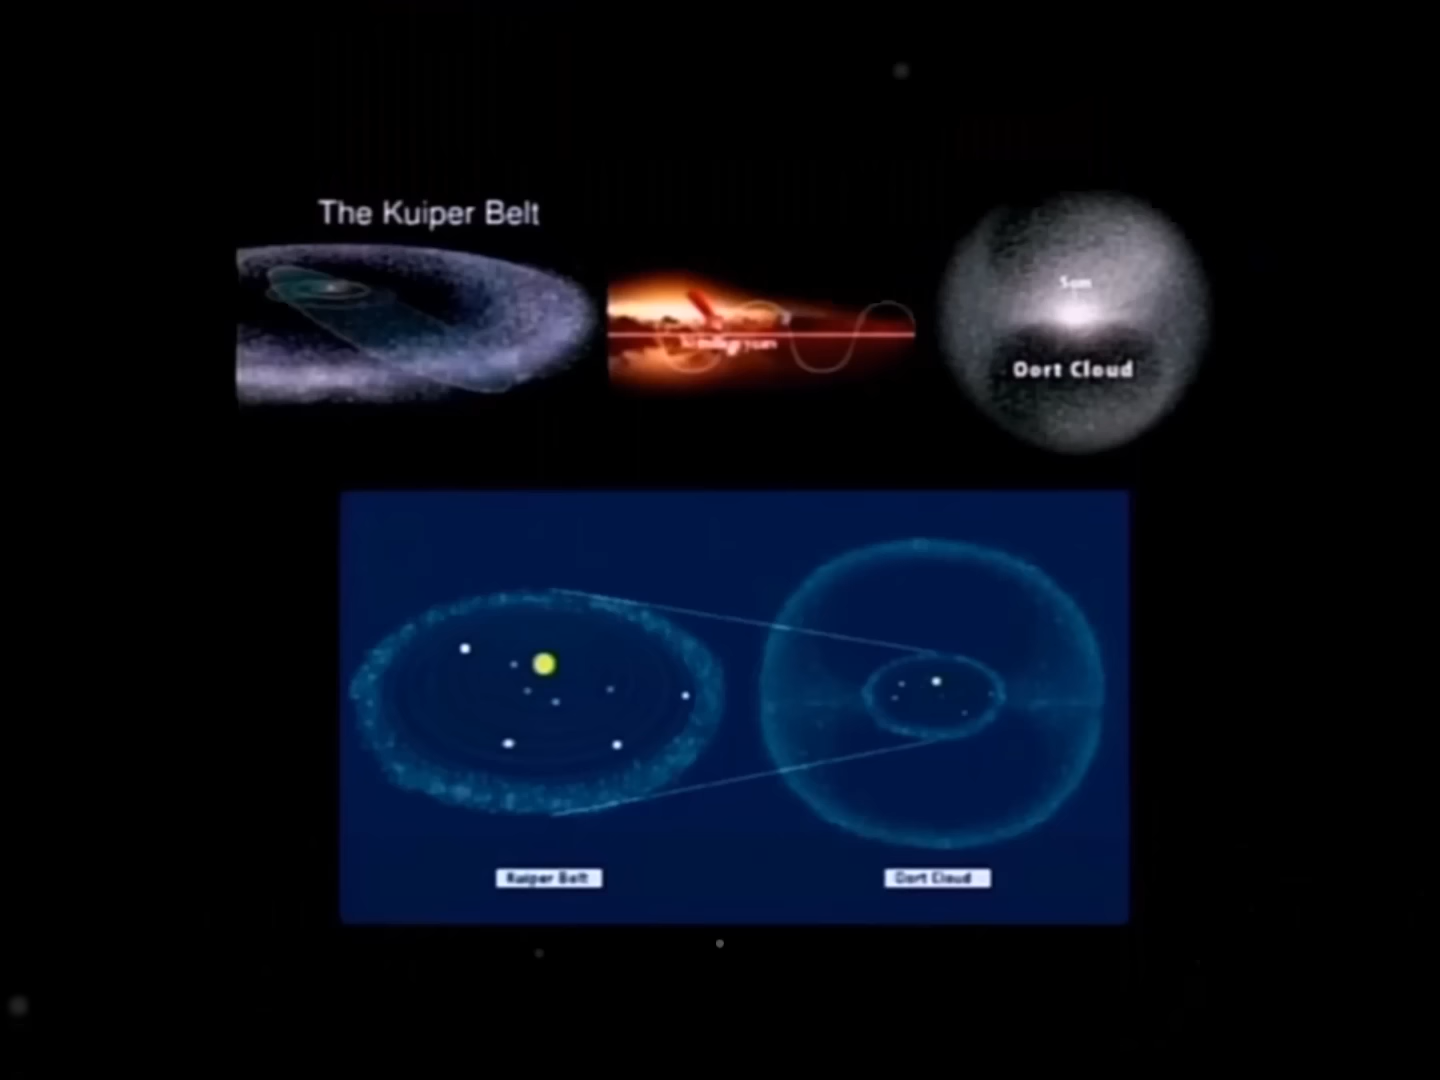 The Kuiper Belt
Sun
Oort Cloud
Kuiper Belt
Oort Cloud